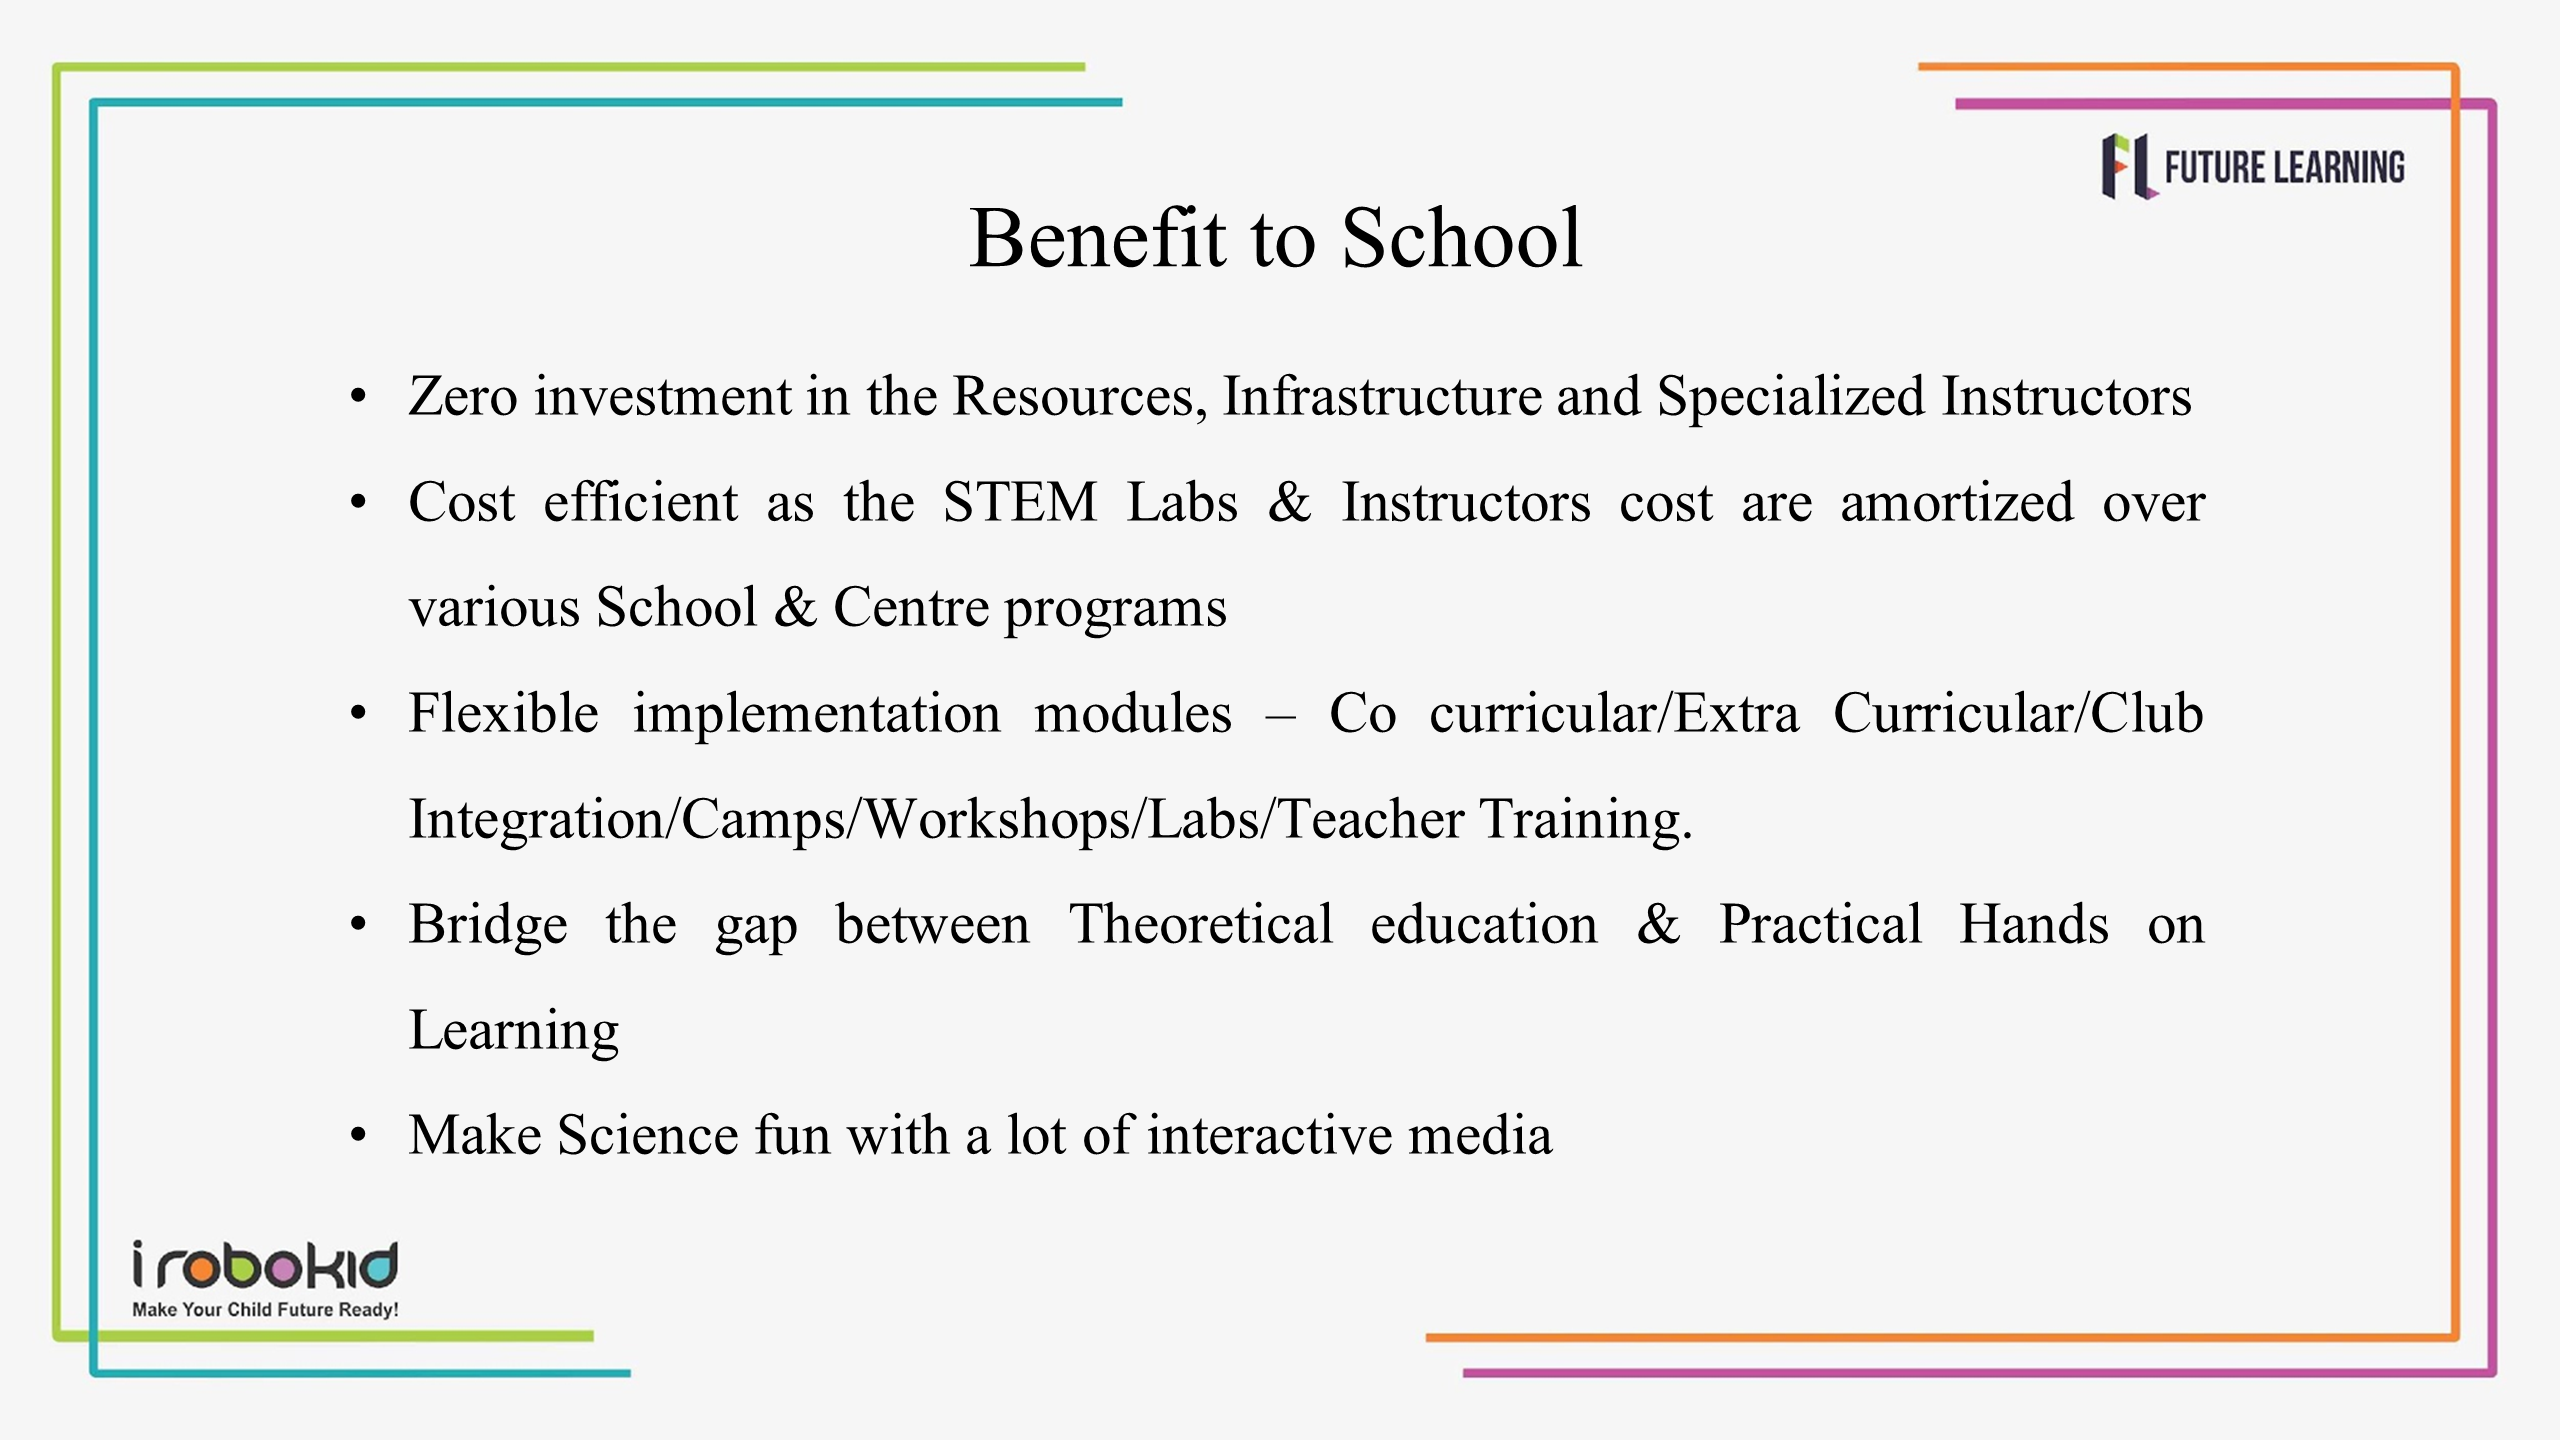 FUTURE LEARNING
Benefit to School
• Zero investment in the Resources, Infrastructure and Specialized Instructors
• Cost efficient as the STEM Labs & Instructors cost are amortized over
various School & Centre programs
• Flexible implementation modules – Co curricular/Extra Curricular/Club
Integration/Camps/Workshops/Labs/Teacher Training.
• Bridge the gap between Theoretical education & Practical Hands on
Learning
• Make Science fun with a lot of interactive media
i robokid
Make Your Child Future Ready!